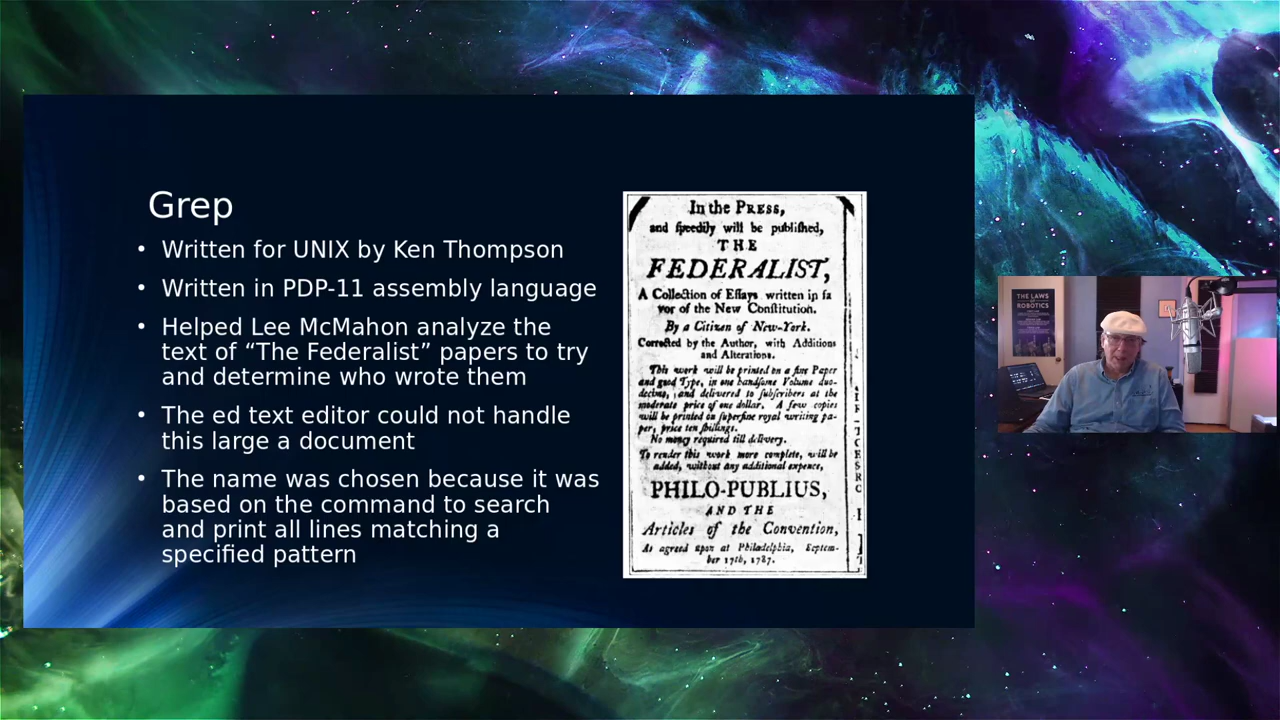 Grep
• Written for UNIX by Ken Thompson
• Written in PDP-11 assembly language
• Helped Lee McMahon analyze the
text of “The Federalist” papers to try
and determine who wrote them
• The ed text editor could not handle
this large a document
• The name was chosen because it was
based on the command to search
and print all lines matching a
specified pattern
In the PRESS,
and ſpeedily will be publiſhed,
THE
FEDERALIST,
A Collection of Eſſays written in fa
vor of the New Conſtitution.
By a Citizen of New-York.
Corrected by the Author, with Additions
and Alterations.
This work will be printed on a fine Paper
and good Type, in one handſome Volume duo-
decimo, and delivered to ſubſcribers at the
moderate price of one dollar. A few copies
will be printed on ſuperfine royal writing pa-
per, price ten ſhillings.
No money required till delivery.
To render this work more complete, will be
added, without any additional expence,
PHILO-PUBLIUS,
AND THE
Articles of the Convention,
As agreed upon at Philadelphia, Septem-
ber 17th, 1787.
THE LAWS
OF
ROBOTICS